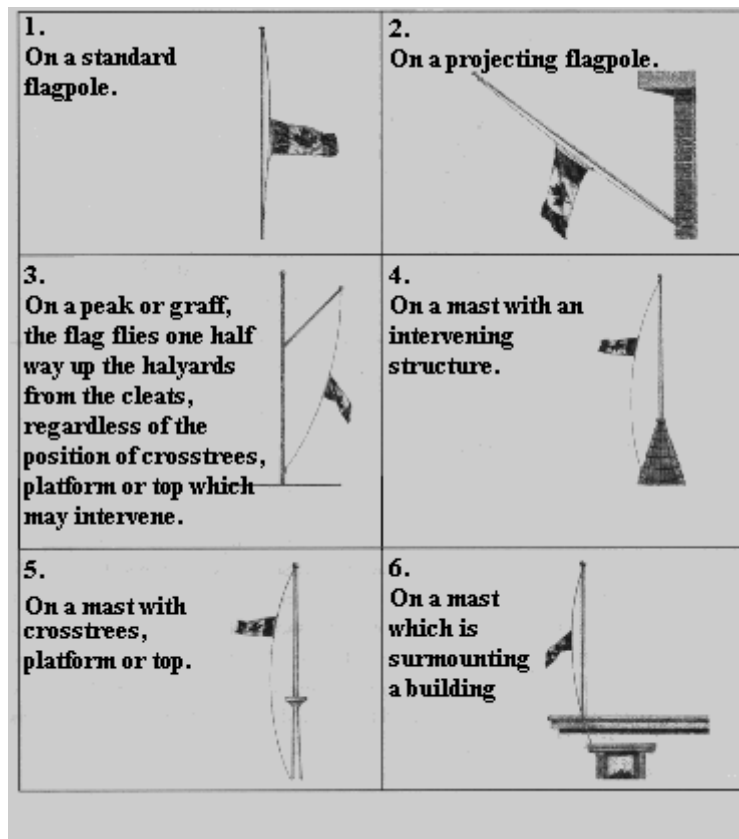 1.
On a standard
flagpole.
2.
On a projecting flagpole.
3.
On a peak or graff,
the flag flies one half
way up the halyards
from the cleats,
regardless of the
position of crosstrees,
platform or top which
may intervene.
4.
On a mast with an
intervening
structure.
5.
On a mast with
crosstrees,
platform or top.
6.
On a mast
which is
surmounting
a building